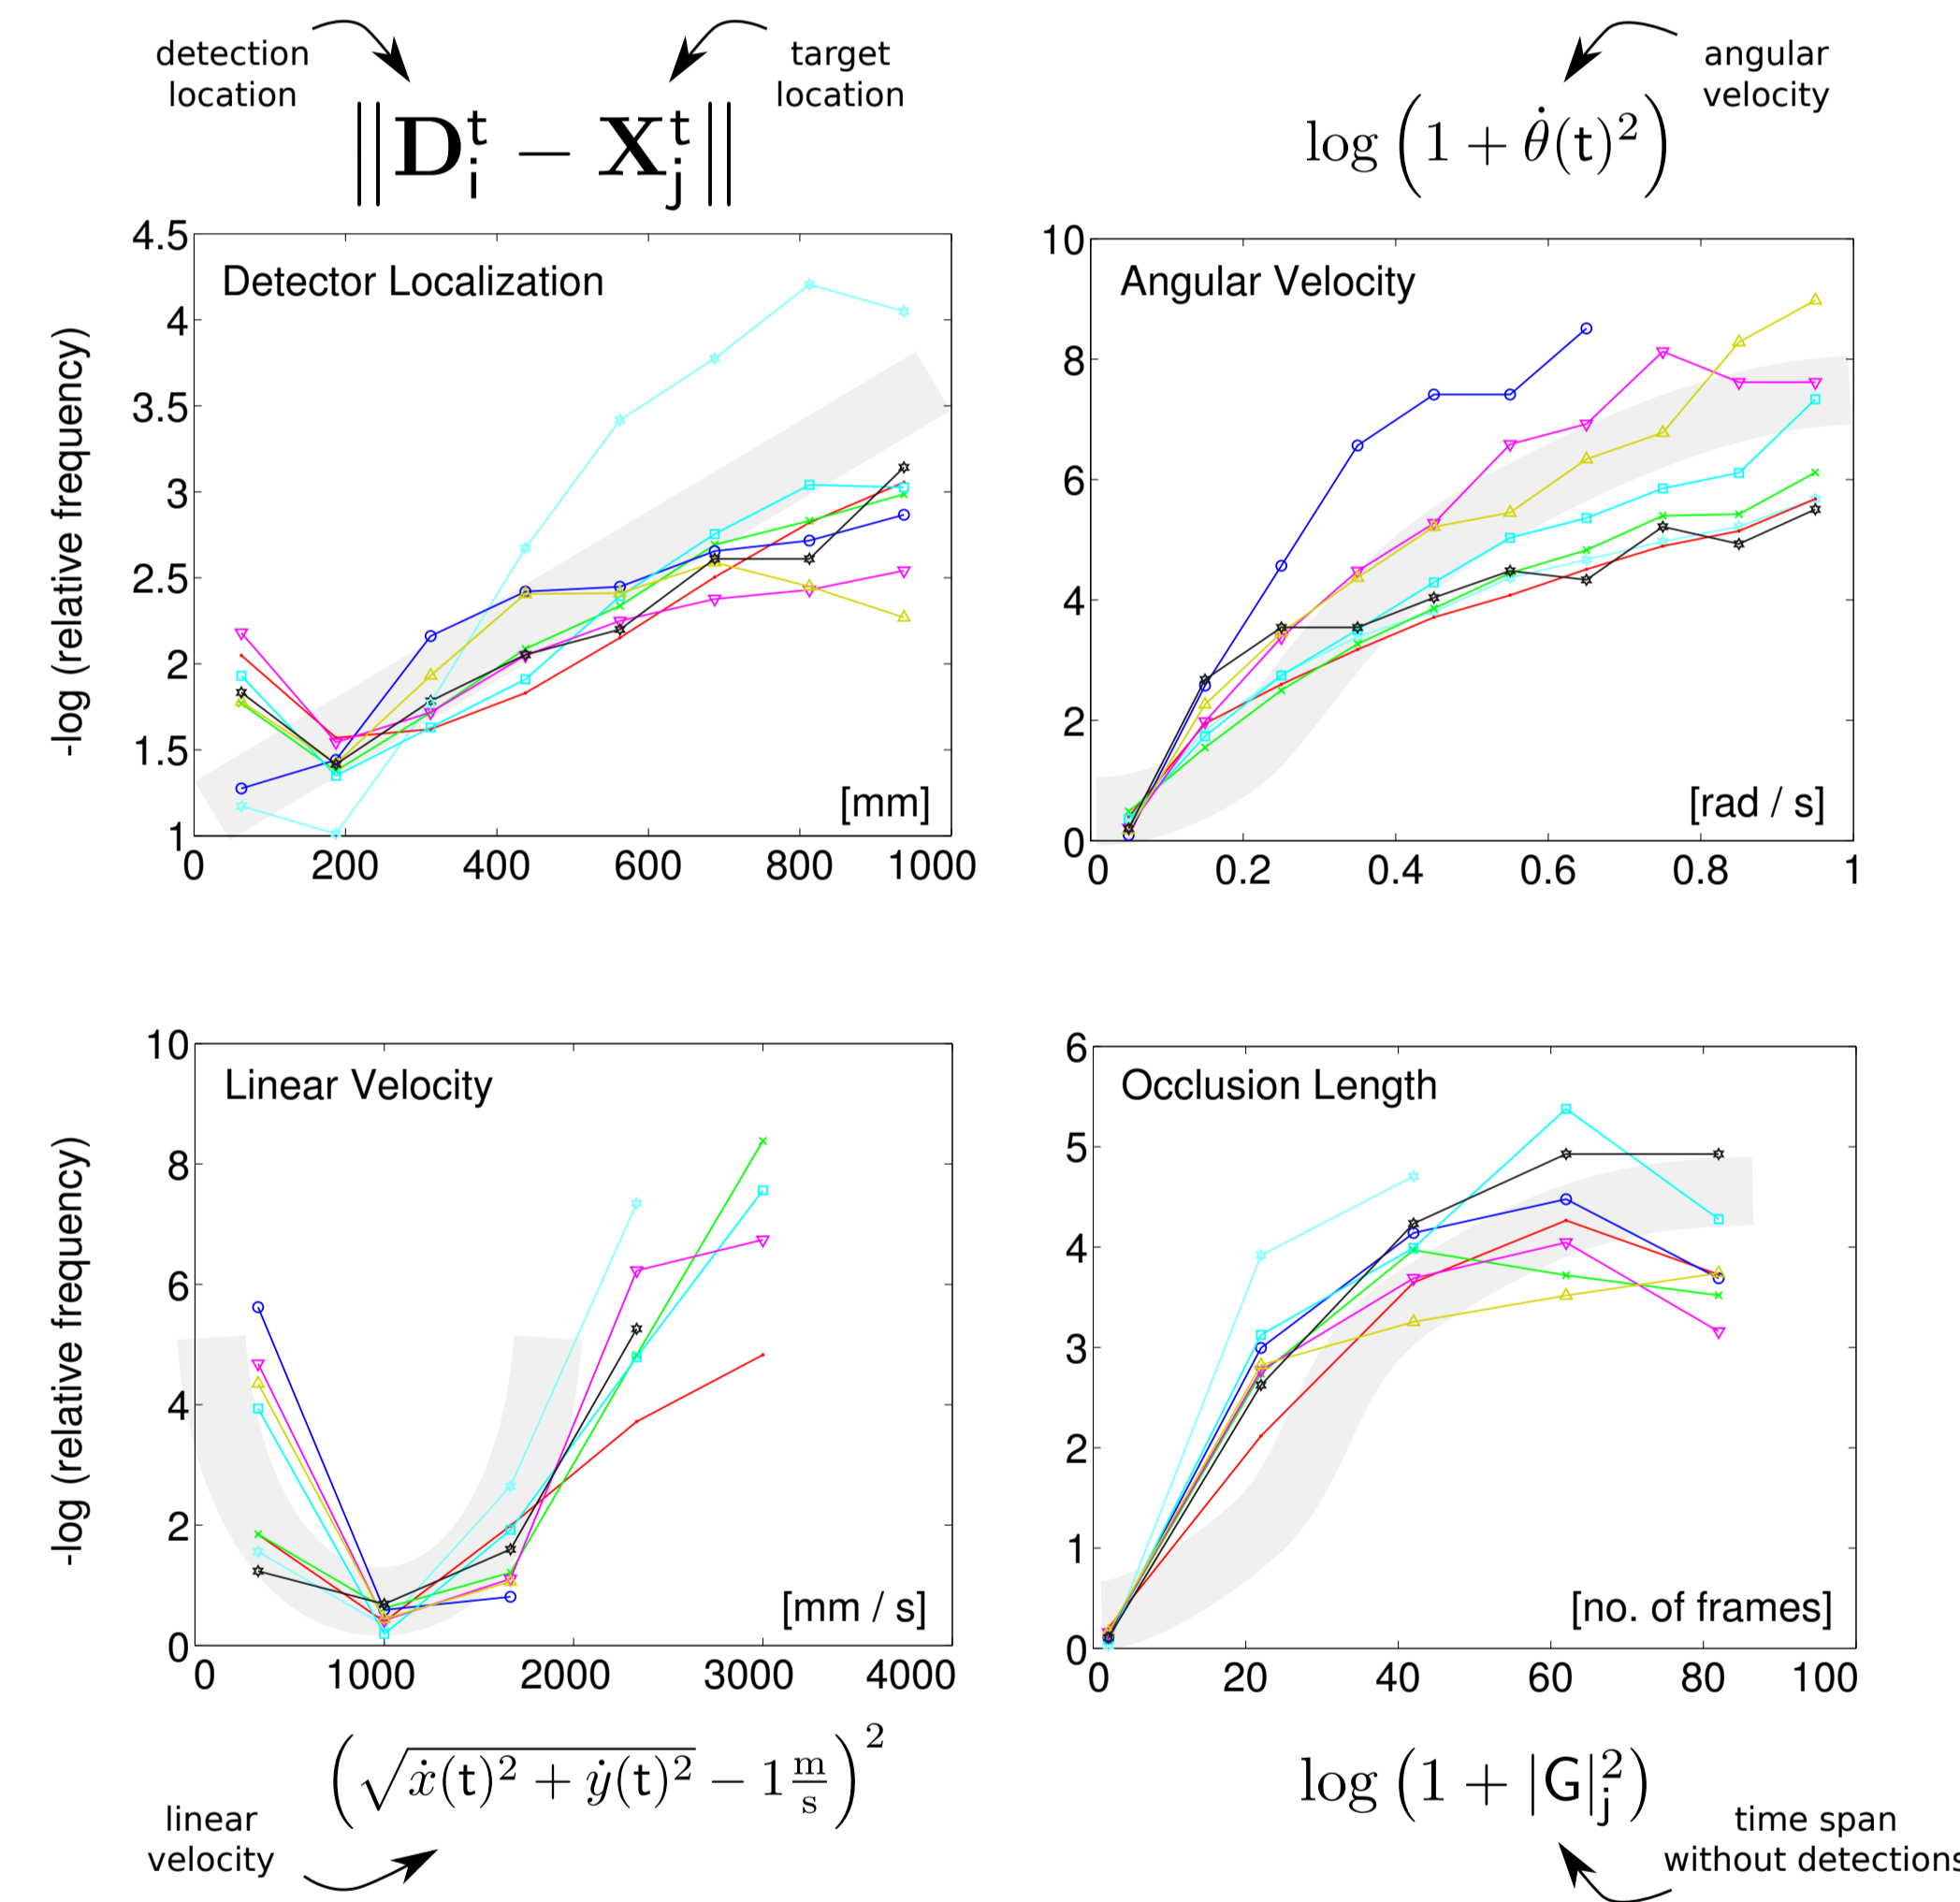 detection
location
target
location
‖D_i^t − X_j^t‖
angular
velocity
log(1 + θ̇(t)²)
-log (relative frequency)
Detector Localization
4.5
4
3.5
3
2.5
2
1.5
1
[mm]
0 200 400 600 800 1000
Angular Velocity
10
8
6
4
2
0
[rad / s]
0 0.2 0.4 0.6 0.8 1
-log (relative frequency)
Linear Velocity
10
8
6
4
2
0
[mm / s]
0 1000 2000 3000 4000
Occlusion Length
6
5
4
3
2
1
0
[no. of frames]
0 20 40 60 80 100
(√(ẋ(t)² + ẏ(t)²) − 1 m/s)²
linear
velocity
log(1 + |G|_j^2)
time span
without detections